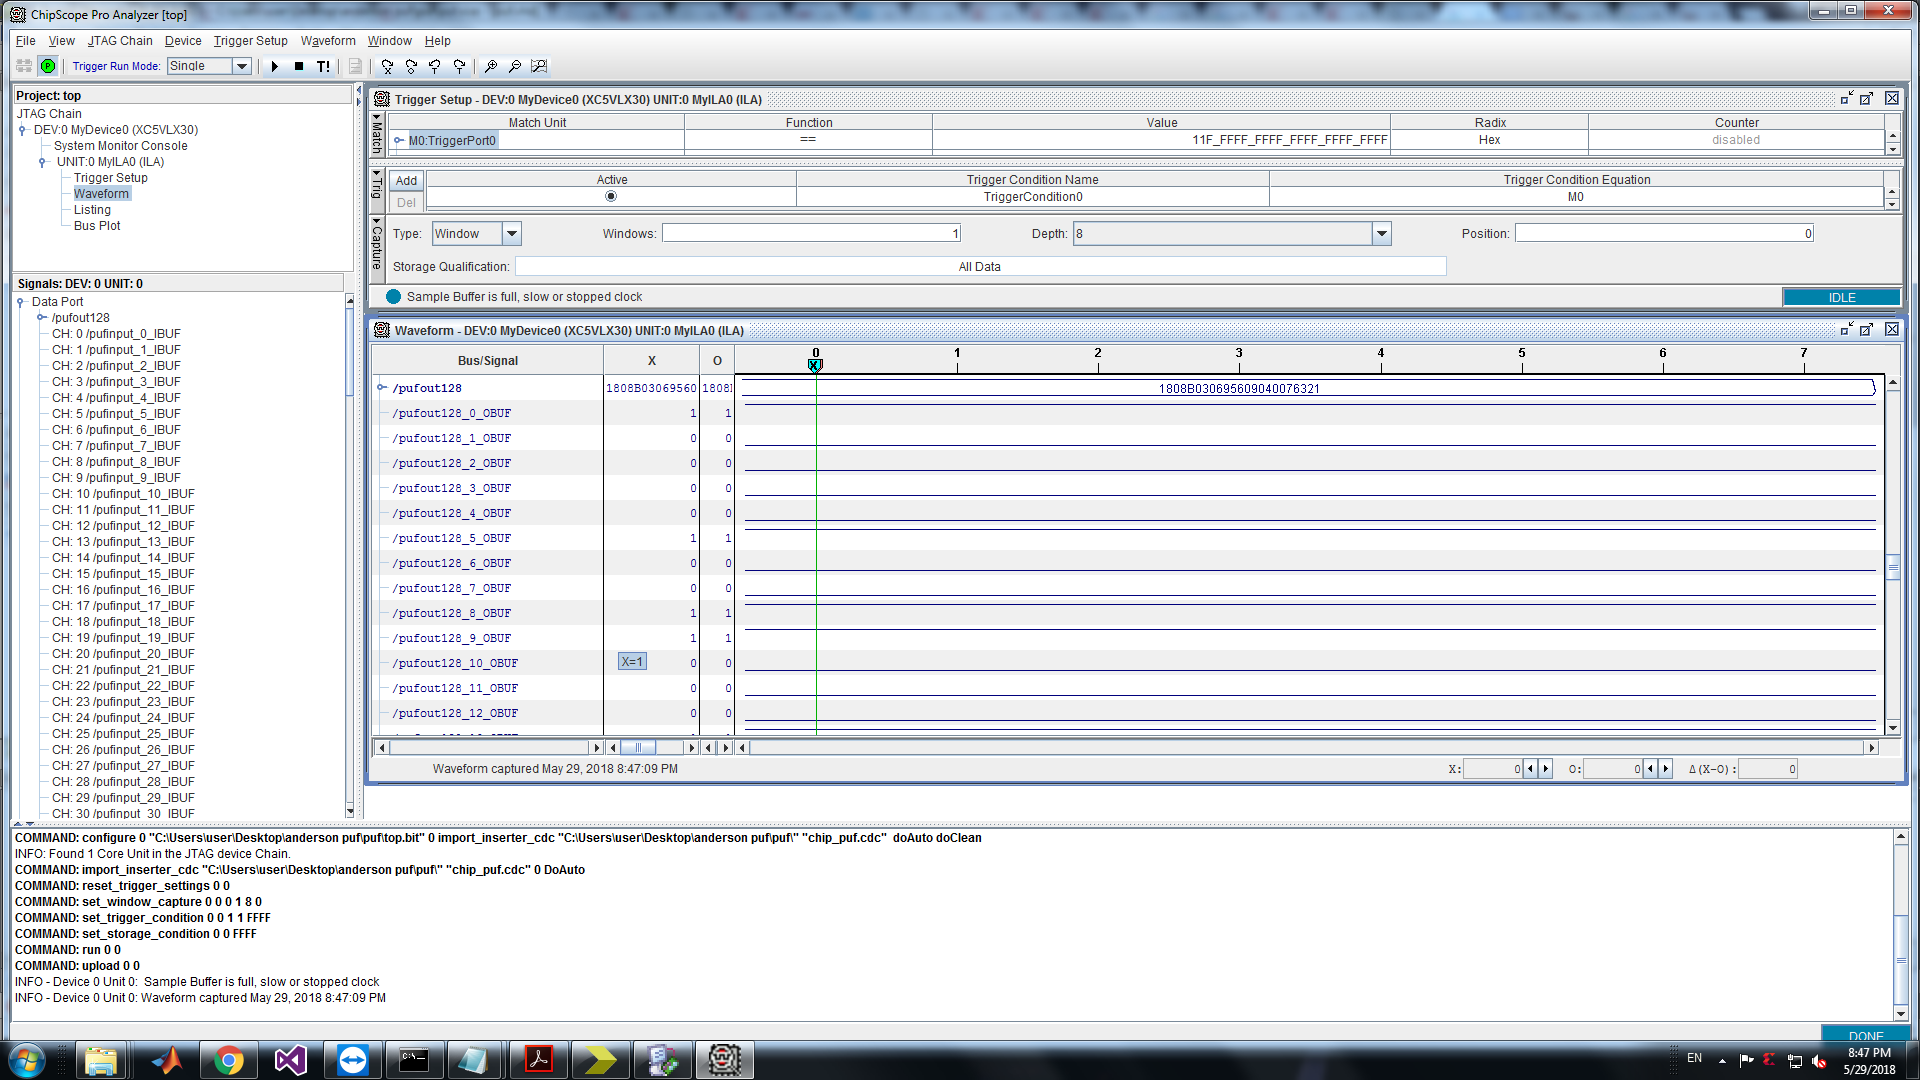 ChipScope Pro Analyzer [top]
File View JTAG Chain Device Trigger Setup Waveform Window Help
Trigger Run Mode: Single T!
Project: top
JTAG Chain
DEV:0 MyDevice0 (XC5VLX30)
System Monitor Console
UNIT:0 MyILA0 (ILA)
Trigger Setup
Waveform
Listing
Bus Plot
Signals: DEV: 0 UNIT: 0
Data Port
/pufout128
CH: 0 /pufinput_0_IBUF
CH: 1 /pufinput_1_IBUF
CH: 2 /pufinput_2_IBUF
CH: 3 /pufinput_3_IBUF
CH: 4 /pufinput_4_IBUF
CH: 5 /pufinput_5_IBUF
CH: 6 /pufinput_6_IBUF
CH: 7 /pufinput_7_IBUF
CH: 8 /pufinput_8_IBUF
CH: 9 /pufinput_9_IBUF
CH: 10 /pufinput_10_IBUF
CH: 11 /pufinput_11_IBUF
CH: 12 /pufinput_12_IBUF
CH: 13 /pufinput_13_IBUF
CH: 14 /pufinput_14_IBUF
CH: 15 /pufinput_15_IBUF
CH: 16 /pufinput_16_IBUF
CH: 17 /pufinput_17_IBUF
CH: 18 /pufinput_18_IBUF
CH: 19 /pufinput_19_IBUF
CH: 20 /pufinput_20_IBUF
CH: 21 /pufinput_21_IBUF
CH: 22 /pufinput_22_IBUF
CH: 23 /pufinput_23_IBUF
CH: 24 /pufinput_24_IBUF
CH: 25 /pufinput_25_IBUF
CH: 26 /pufinput_26_IBUF
CH: 27 /pufinput_27_IBUF
CH: 28 /pufinput_28_IBUF
CH: 29 /pufinput_29_IBUF
CH: 30 /pufinput_30_IBUF
Trigger Setup - DEV:0 MyDevice0 (XC5VLX30) UNIT:0 MyILA0 (ILA)
Match
Match Unit Function Value Radix Counter
M0:TriggerPort0 == 11F_FFFF_FFFF_FFFF_FFFF_FFFF Hex disabled
Trig
Add Active Trigger Condition Name Trigger Condition Equation
Del TriggerCondition0 M0
Capture
Type: Window Windows: 1 Depth: 8 Position: 0
Storage Qualification: All Data
Sample Buffer is full, slow or stopped clock IDLE
Waveform - DEV:0 MyDevice0 (XC5VLX30) UNIT:0 MyILA0 (ILA)
Bus/Signal X O 0 1 2 3 4 5 6 7
X
/pufout128 1808B03069560 1808 1808B030695609040076321
/pufout128_0_OBUF 1 1
/pufout128_1_OBUF 0 0
/pufout128_2_OBUF 0 0
/pufout128_3_OBUF 0 0
/pufout128_4_OBUF 0 0
/pufout128_5_OBUF 1 1
/pufout128_6_OBUF 0 0
/pufout128_7_OBUF 0 0
/pufout128_8_OBUF 1 1
/pufout128_9_OBUF 1 1
/pufout128_10_OBUF X=1 0 0
/pufout128_11_OBUF 0 0
/pufout128_12_OBUF 0 0
Waveform captured May 29, 2018 8:47:09 PM X: 0 O: 0 Δ(X-O): 0
COMMAND: configure 0 "C:\Users\user\Desktop\anderson puf\puf\top.bit" 0 import_inserter_cdc "C:\Users\user\Desktop\anderson puf\puf\" "chip_puf.cdc" doAuto doClean
INFO: Found 1 Core Unit in the JTAG device Chain.
COMMAND: import_inserter_cdc "C:\Users\user\Desktop\anderson puf\puf\" "chip_puf.cdc" 0 DoAuto
COMMAND: reset_trigger_settings 0 0
COMMAND: set_window_capture 0 0 0 1 8 0
COMMAND: set_trigger_condition 0 0 1 1 FFFF
COMMAND: set_storage_condition 0 0 FFFF
COMMAND: run 0 0
COMMAND: upload 0 0
INFO - Device 0 Unit 0: Sample Buffer is full, slow or stopped clock
INFO - Device 0 Unit 0: Waveform captured May 29, 2018 8:47:09 PM
DONE
EN 8:47 PM
5/29/2018